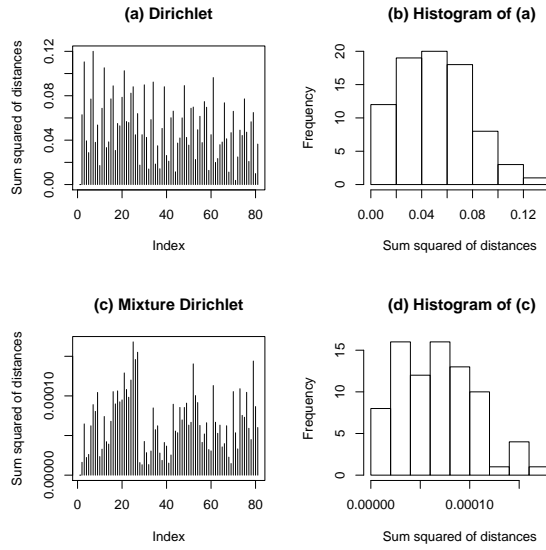 (a) Dirichlet
Sum squared of distances
0.00 0.04 0.08 0.12
0 20 40 60 80
Index
(b) Histogram of (a)
Frequency
0 5 10 15 20
0.00 0.04 0.08 0.12
Sum squared of distances
(c) Mixture Dirichlet
Sum squared of distances
0.00000 0.00010
0 20 40 60 80
Index
(d) Histogram of (c)
Frequency
0 5 10 15
0.00000 0.00010
Sum squared of distances